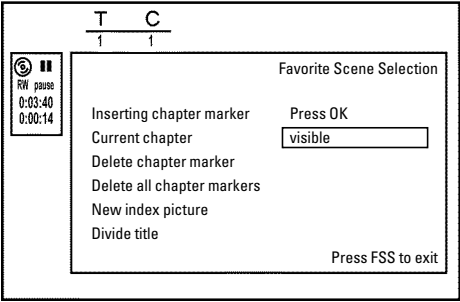 T C
1 1
RW pause
0:03:40
0:00:14
Favorite Scene Selection
Inserting chapter marker Press OK
Current chapter visible
Delete chapter marker
Delete all chapter markers
New index picture
Divide title
Press FSS to exit